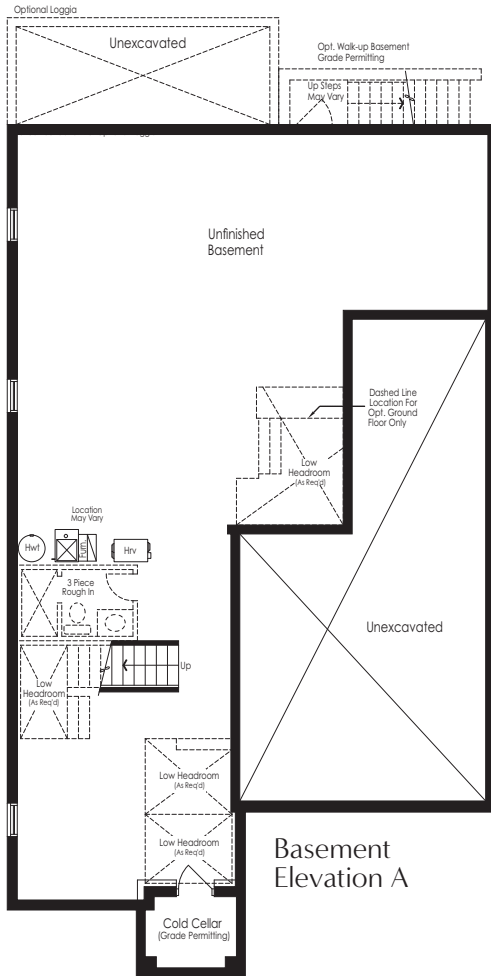 Optional Loggia
Unexcavated
Opt. Walk-up Basement
Grade Permitting
Up Steps
May Vary
Unfinished
Basement
Dashed Line
Location For
Opt. Ground
Floor Only
Low
Headroom
(As Req'd)
Location
May Vary
Hwt
Furn.
Hrv
3 Piece
Rough In
Unexcavated
Up
Low
Headroom
(As Req'd)
Low Headroom
(As Req'd)
Low Headroom
(As Req'd)
Basement
Elevation A
Cold Cellar
(Grade Permitting)